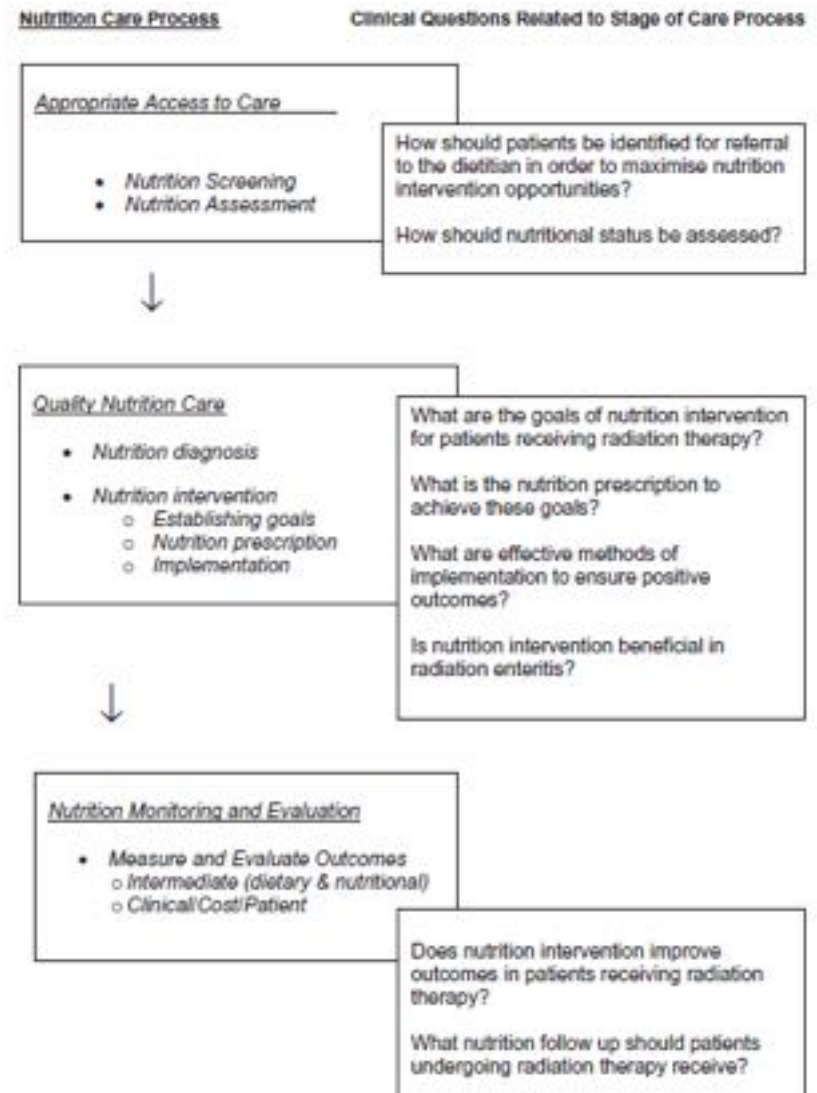 Nutrition Care Process
Clinical Questions Related to Stage of Care Process
Appropriate Access to Care
• Nutrition Screening
• Nutrition Assessment
How should patients be identified for referral
to the dietitian in order to maximise nutrition
intervention opportunities?
How should nutritional status be assessed?
↓
Quality Nutrition Care
• Nutrition diagnosis
• Nutrition intervention
o Establishing goals
o Nutrition prescription
o Implementation
What are the goals of nutrition intervention
for patients receiving radiation therapy?
What is the nutrition prescription to
achieve these goals?
What are effective methods of
implementation to ensure positive
outcomes?
Is nutrition intervention beneficial in
radiation enteritis?
↓
Nutrition Monitoring and Evaluation
• Measure and Evaluate Outcomes
o Intermediate (dietary & nutritional)
o Clinical/Cost/Patient
Does nutrition intervention improve
outcomes in patients receiving radiation
therapy?
What nutrition follow up should patients
undergoing radiation therapy receive?